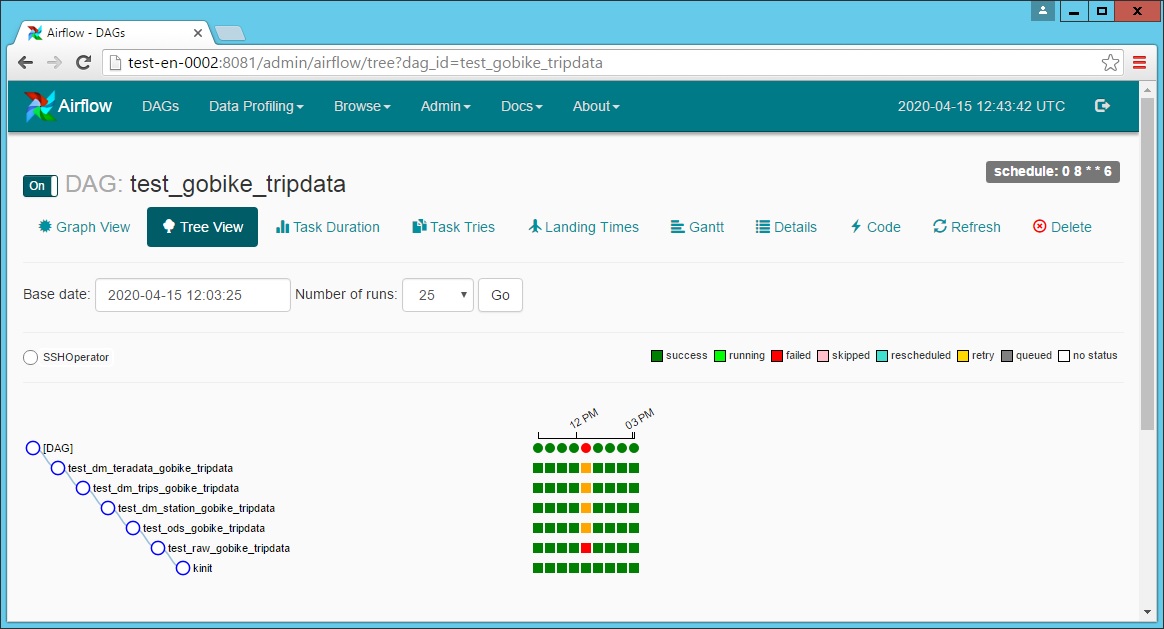 Airflow - DAGs
test-en-0002:8081/admin/airflow/tree?dag_id=test_gobike_tripdata
Airflow DAGs Data Profiling Browse Admin Docs About 2020-04-15 12:43:42 UTC
schedule: 0 8 * * 6
On DAG: test_gobike_tripdata
Graph View Tree View Task Duration Task Tries Landing Times Gantt Details Code Refresh Delete
Base date: 2020-04-15 12:03:25 Number of runs: 25 Go
SSHOperator success running failed skipped rescheduled retry queued no status
12 PM 03 PM
[DAG]
test_dm_teradata_gobike_tripdata
test_dm_trips_gobike_tripdata
test_dm_station_gobike_tripdata
test_ods_gobike_tripdata
test_raw_gobike_tripdata
kinit